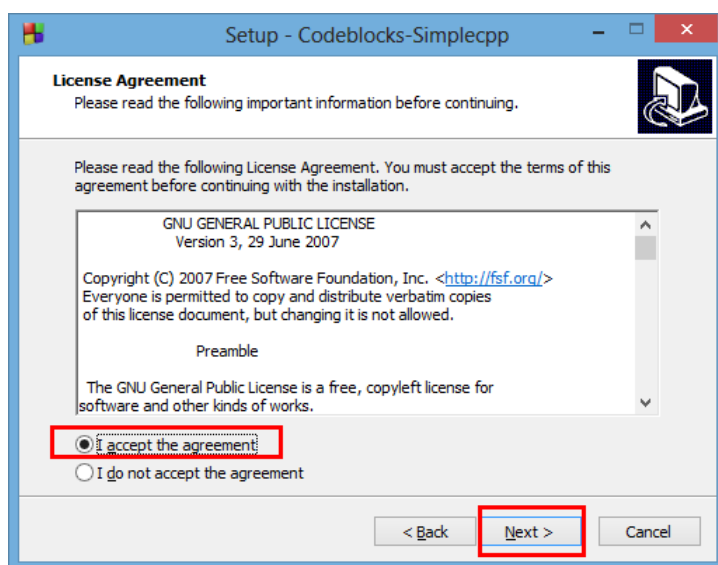 Setup - Codeblocks-Simplecpp
License Agreement
Please read the following important information before continuing.
Please read the following License Agreement. You must accept the terms of this
agreement before continuing with the installation.
GNU GENERAL PUBLIC LICENSE
Version 3, 29 June 2007
Copyright (C) 2007 Free Software Foundation, Inc. <http://fsf.org/>
Everyone is permitted to copy and distribute verbatim copies
of this license document, but changing it is not allowed.
Preamble
The GNU General Public License is a free, copyleft license for
software and other kinds of works.
I accept the agreement
I do not accept the agreement
< Back Next > Cancel